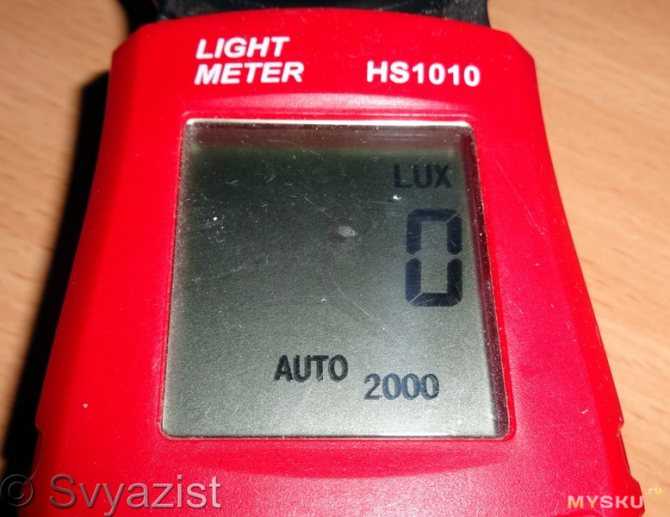 LIGHT
METER HS1010
LUX
0
AUTO 2000
© Svyazist
MYSKU.ru